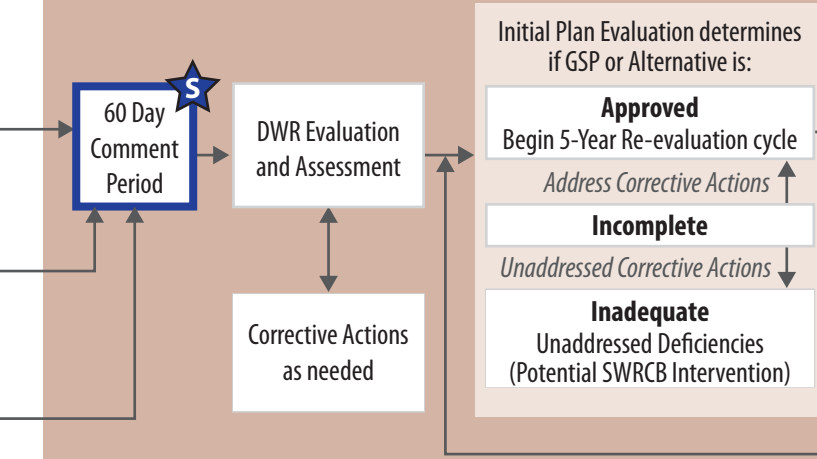 S
60 Day
Comment
Period
DWR Evaluation
and Assessment
Corrective Actions
as needed
Initial Plan Evaluation determines
if GSP or Alternative is:
Approved
Begin 5-Year Re-evaluation cycle
Address Corrective Actions
Incomplete
Unaddressed Corrective Actions
Inadequate
Unaddressed Deficiencies
(Potential SWRCB Intervention)